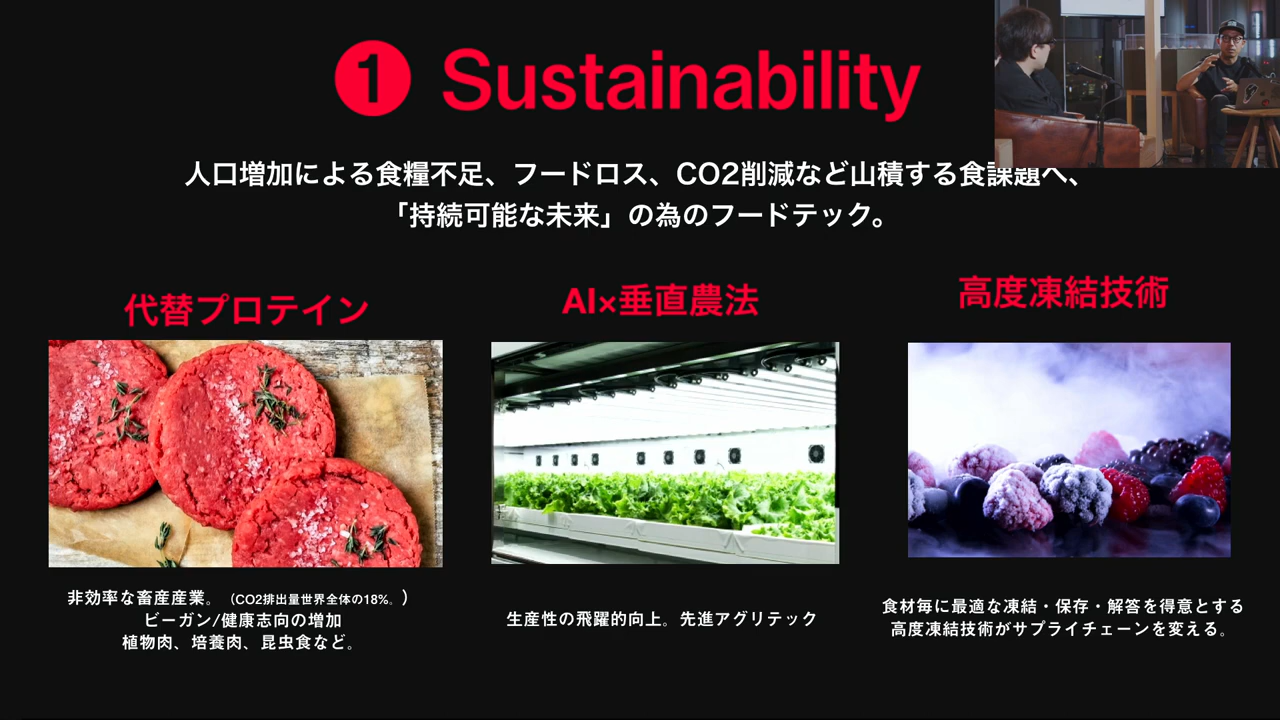 ❶ Sustainability
人口増加による食糧不足、フードロス、CO2削減など山積する食課題へ、
「持続可能な未来」の為のフードテック。
代替プロテイン
AI×垂直農法
高度凍結技術
非効率な畜産産業。（CO2排出量世界全体の18%。）
ビーガン/健康志向の増加
植物肉、培養肉、昆虫食など。
生産性の飛躍的向上。先進アグリテック
食材毎に最適な凍結・保存・解答を得意とする
高度凍結技術がサプライチェーンを変える。